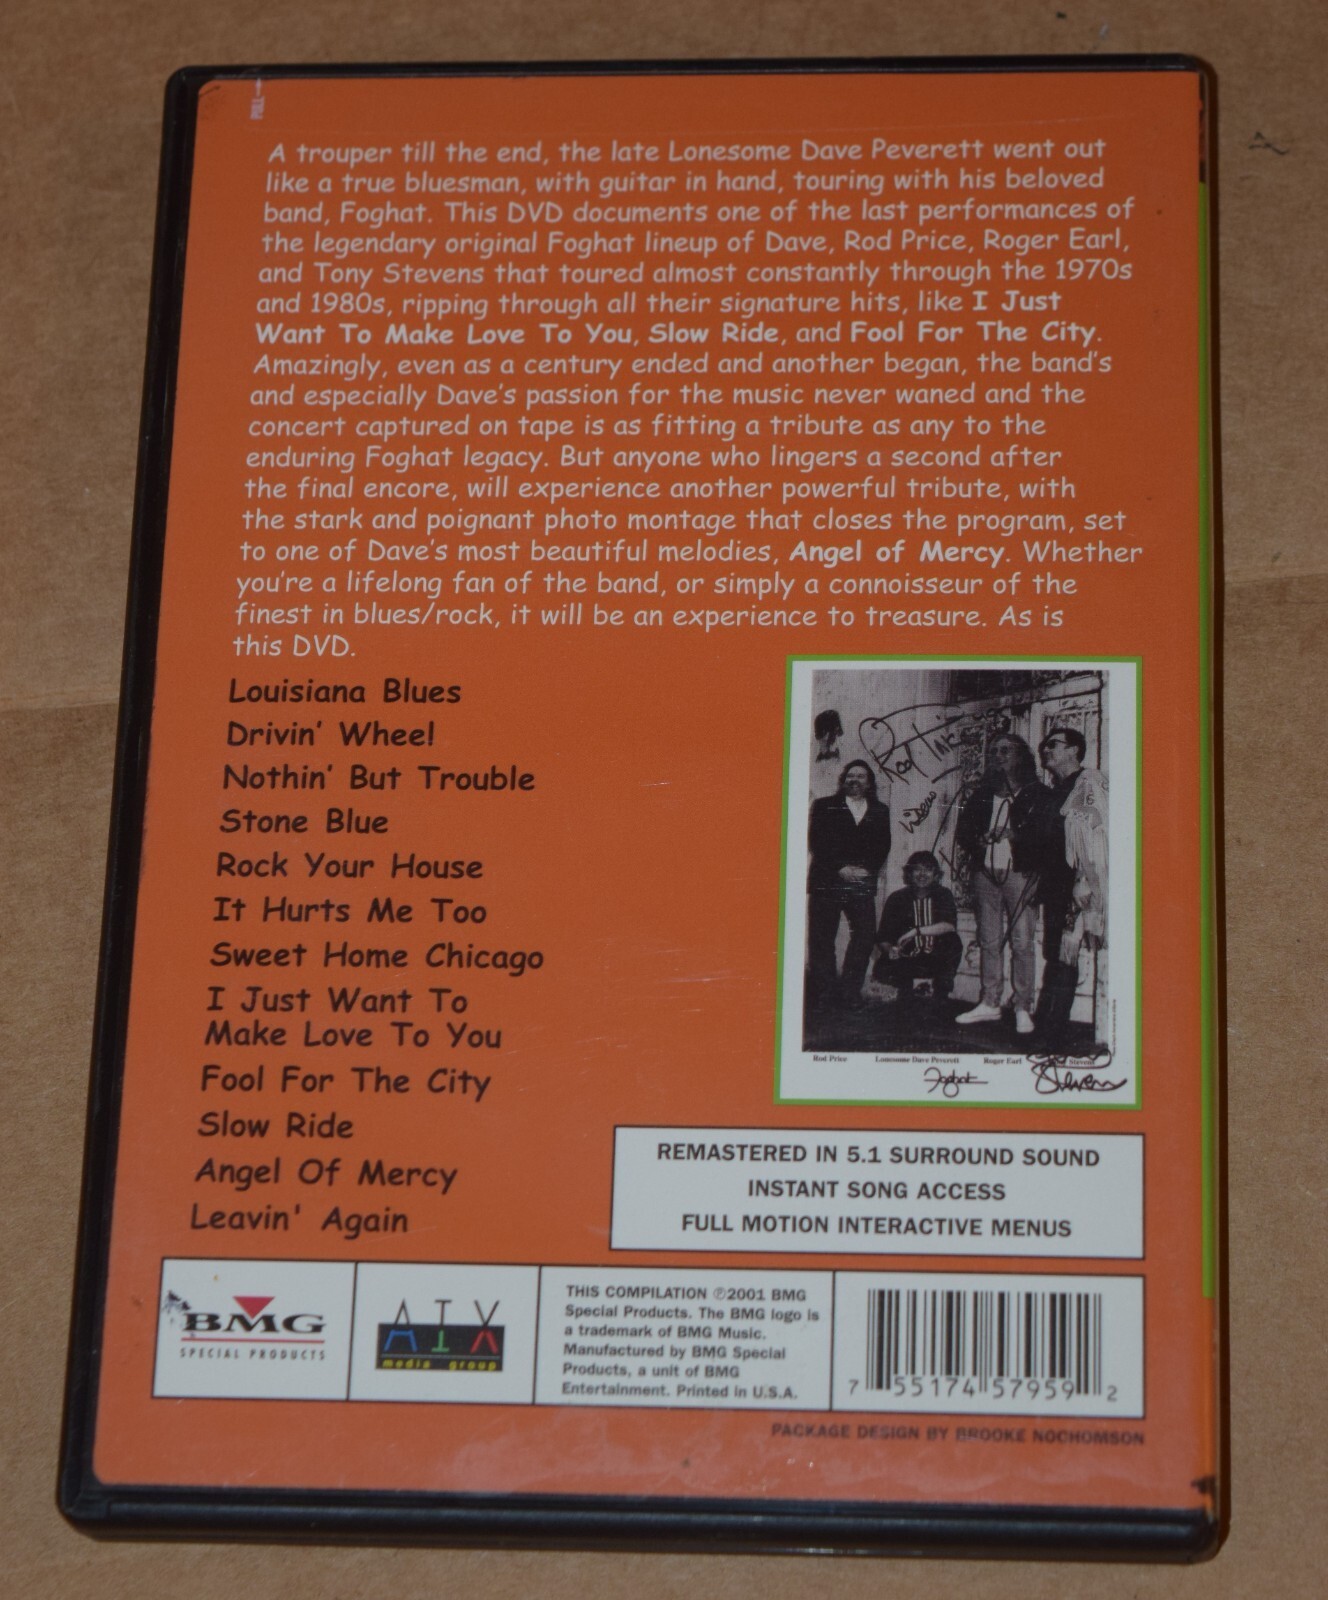 PULL→
A trouper till the end, the late Lonesome Dave Peverett went out
like a true bluesman, with guitar in hand, touring with his beloved
band, Foghat. This DVD documents one of the last performances of
the legendary original Foghat lineup of Dave, Rod Price, Roger Earl,
and Tony Stevens that toured almost constantly through the 1970s
and 1980s, ripping through all their signature hits, like I Just
Want To Make Love To You, Slow Ride, and Fool For The City.
Amazingly, even as a century ended and another began, the band's
and especially Dave's passion for the music never waned and the
concert captured on tape is as fitting a tribute as any to the
enduring Foghat legacy. But anyone who lingers a second after
the final encore, will experience another powerful tribute, with
the stark and poignant photo montage that closes the program, set
to one of Dave's most beautiful melodies, Angel of Mercy. Whether
you're a lifelong fan of the band, or simply a connoisseur of the
finest in blues/rock, it will be an experience to treasure. As is
this DVD.
Louisiana Blues
Drivin' Wheel
Nothin' But Trouble
Stone Blue
Rock Your House
It Hurts Me Too
Sweet Home Chicago
I Just Want To
Make Love To You
Fool For The City
Slow Ride
Angel Of Mercy
Leavin' Again
Rod
Rod Price Lonesome Dave Peverett Roger Earl Stevens
Foghat Stevens
REMASTERED IN 5.1 SURROUND SOUND
INSTANT SONG ACCESS
FULL MOTION INTERACTIVE MENUS
BMG
SPECIAL PRODUCTS
AIX
media group
THIS COMPILATION ℗2001 BMG
Special Products. The BMG logo is
a trademark of BMG Music.
Manufactured by BMG Special
Products, a unit of BMG
Entertainment. Printed in U.S.A.
7 55174 57959 2
PACKAGE DESIGN BY BROOKE NOCHOMSON